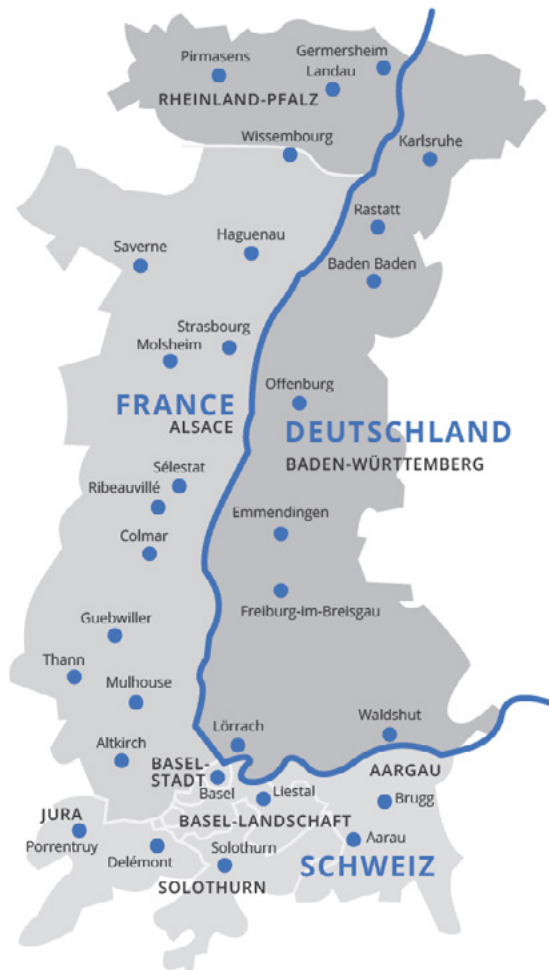 Germersheim
Pirmasens
Landau
RHEINLAND-PFALZ
Wissembourg
Karlsruhe
Rastatt
Haguenau
Saverne
Baden Baden
Strasbourg
Molsheim
Offenburg
FRANCE
ALSACE
DEUTSCHLAND
BADEN-WÜRTTEMBERG
Sélestat
Ribeauvillé
Emmendingen
Colmar
Freiburg-im-Breisgau
Guebwiller
Thann
Mulhouse
Lörrach
Waldshut
Altkirch
BASEL-
STADT
AARGAU
Basel
Liestal
Brugg
JURA
BASEL-LANDSCHAFT
Porrentruy
Aarau
Delémont
Solothurn
SCHWEIZ
SOLOTHURN